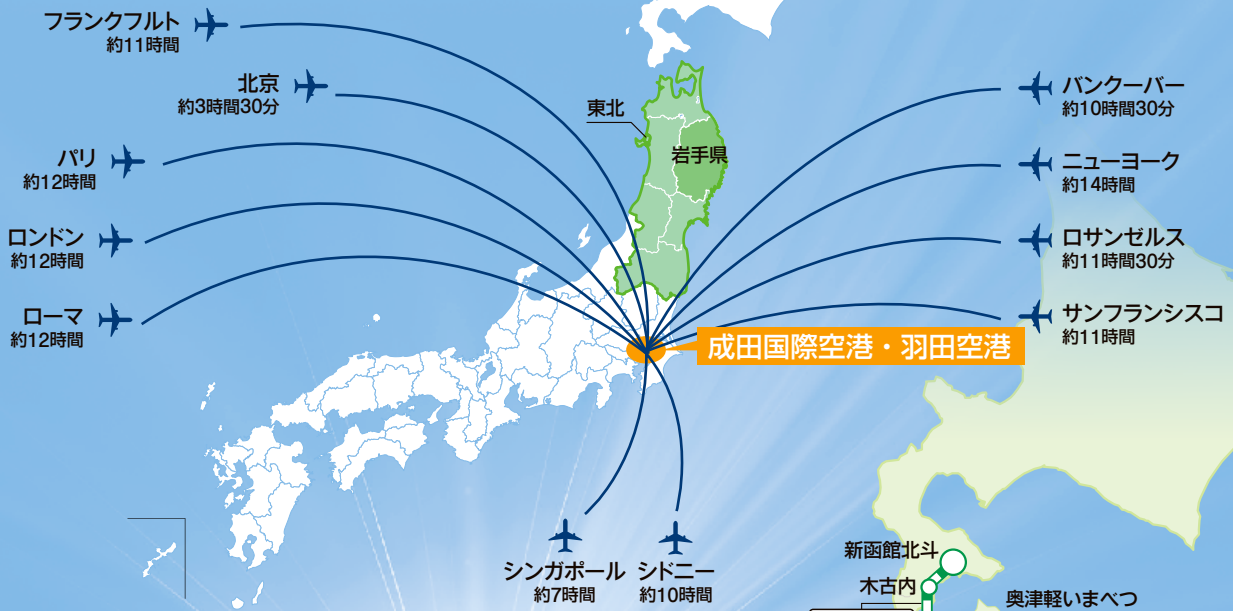 フランクフルト
約11時間
北京
約3時間30分
パリ
約12時間
ロンドン
約12時間
ローマ
約12時間
東北
岩手県
バンクーバー
約10時間30分
ニューヨーク
約14時間
ロサンゼルス
約11時間30分
サンフランシスコ
約11時間
成田国際空港・羽田空港
シンガポール
約7時間
シドニー
約10時間
新函館北斗
木古内
奥津軽いまべつ